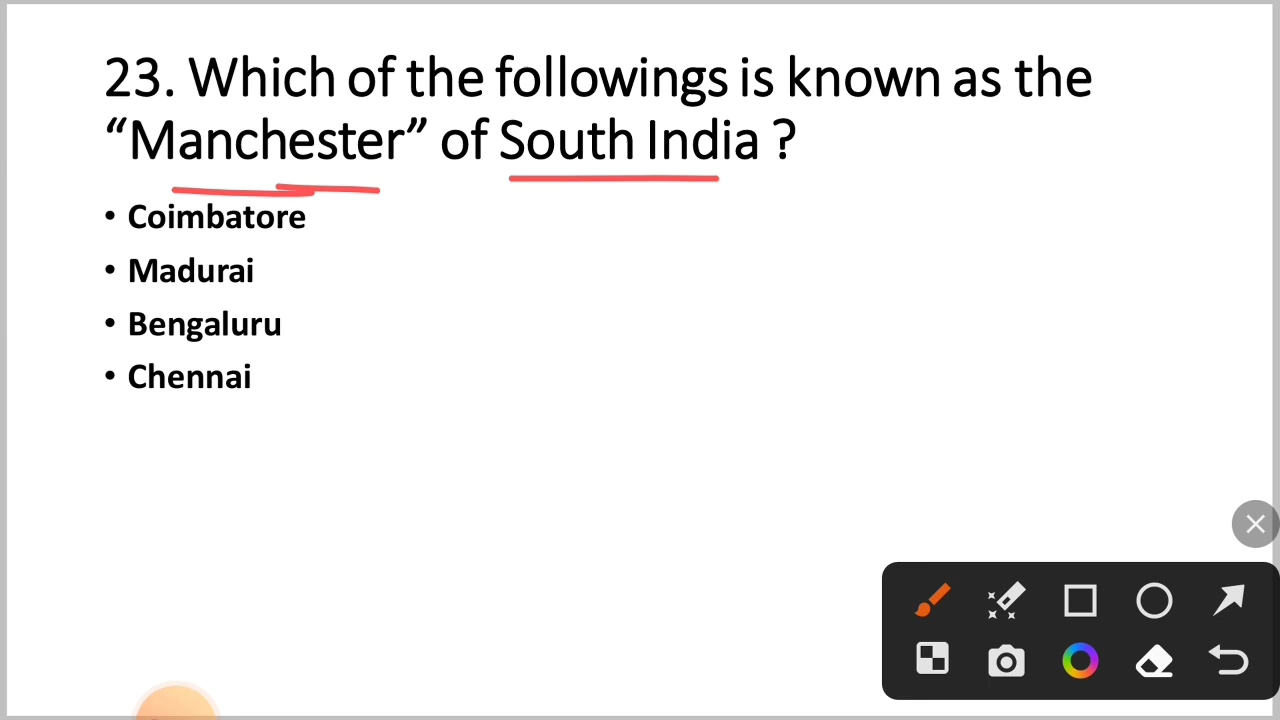 23. Which of the followings is known as the
“Manchester” of South India ?
• Coimbatore
• Madurai
• Bengaluru
• Chennai